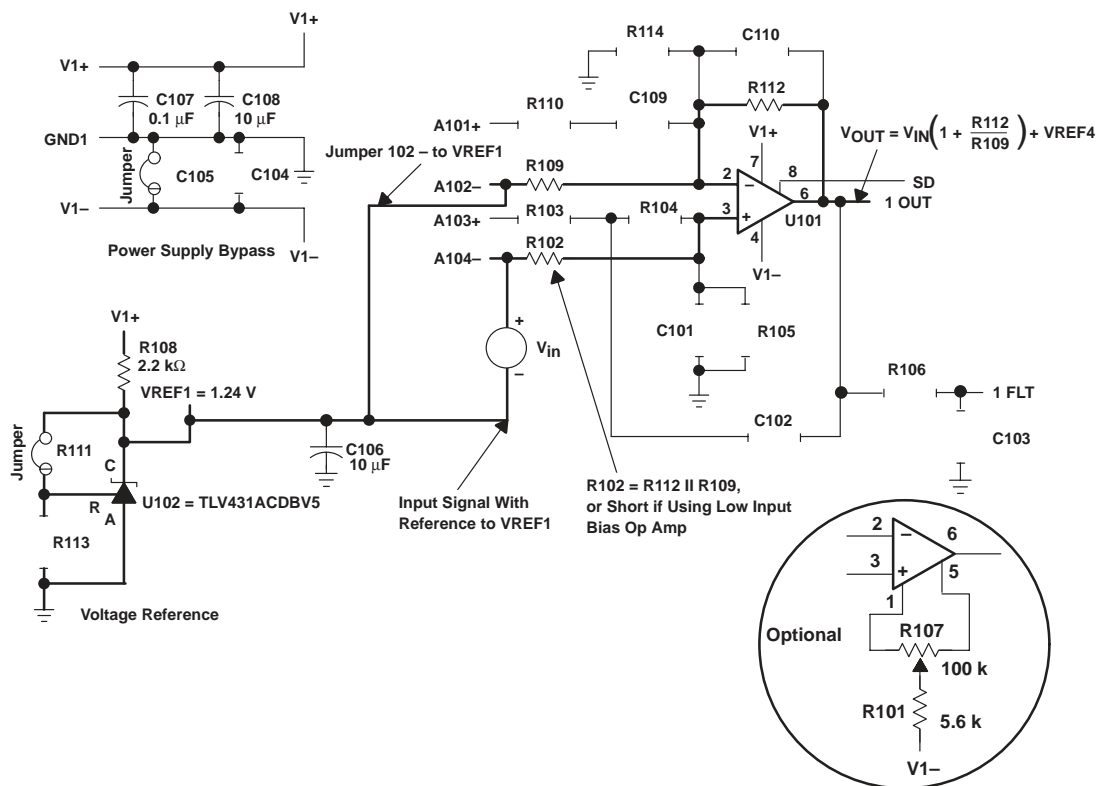 V1+
V1+
C107
0.1 µF
C108
10 µF
GND1
Jumper
C105
C104
V1–
V1–
Power Supply Bypass
R114
C110
R112
R110
C109
A101+
Jumper 102 – to VREF1
R109
A102–
A103+
R103
R104
R102
A104–
V1+
7
2
–
8
6
3
+
U101
4
V1–
VOUT = VIN(1 + R112/R109) + VREF4
SD
1 OUT
C101
R105
+
Vin
–
R106
1 FLT
C102
C103
V1+
R108
2.2 kΩ
VREF1 = 1.24 V
Jumper
R111
C
R
A
U102 = TLV431ACDBV5
R113
Voltage Reference
C106
10 µF
Input Signal With
Reference to VREF1
R102 = R112 II R109,
or Short if Using Low Input
Bias Op Amp
2
–
6
3
+
5
1
Optional
R107
100 k
R101
5.6 k
V1–